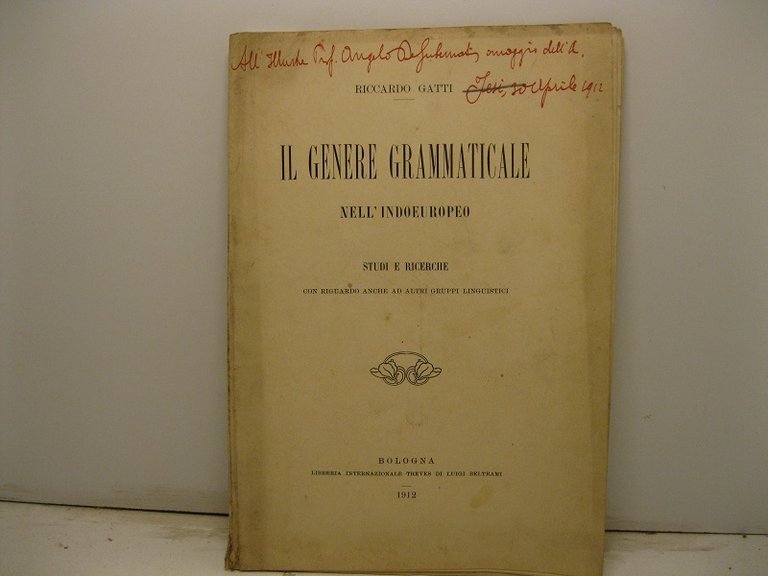 All' Illustre Prof. Angelo De Gubernatis, omaggio dell'A.
Jesi, 30 Aprile 1912
RICCARDO GATTI
IL GENERE GRAMMATICALE
NELL'INDOEUROPEO
STUDI E RICERCHE
CON RIGUARDO ANCHE AD ALTRI GRUPPI LINGUISTICI
BOLOGNA
LIBRERIA INTERNAZIONALE TREVES DI LUIGI BELTRAMI
1912